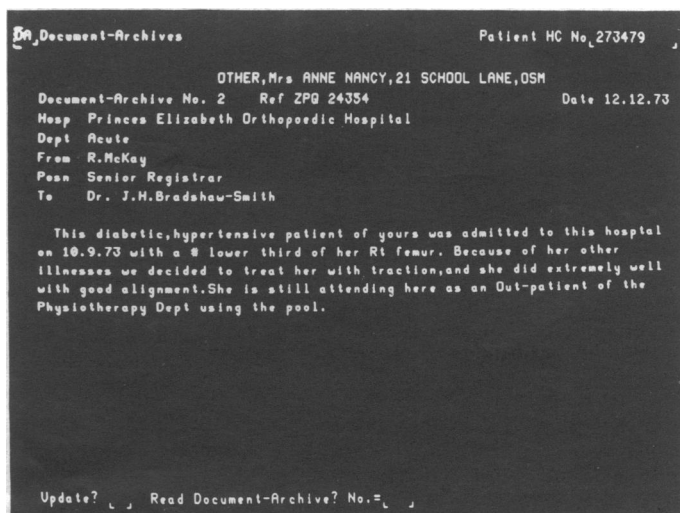 DA,Document-Archives Patient HC No 273479
OTHER,Mrs ANNE NANCY,21 SCHOOL LANE,OSM
Document-Archive No. 2 Ref ZPQ 24354 Date 12.12.73
Hosp Princes Elizabeth Orthopoedic Hospital
Dept Acute
From R.McKay
Posn Senior Registrar
To Dr. J.H.Bradshaw-Smith
This diabetic,hypertensive patient of yours was admitted to this hosptal
on 10.9.73 with a # lower third of her Rt femur. Because of her other
illnesses we decided to treat her with traction,and she did extremely well
with good alignment.She is still attending here as an Out-patient of the
Physiotherapy Dept using the pool.
Update? Read Document-Archive? No.=